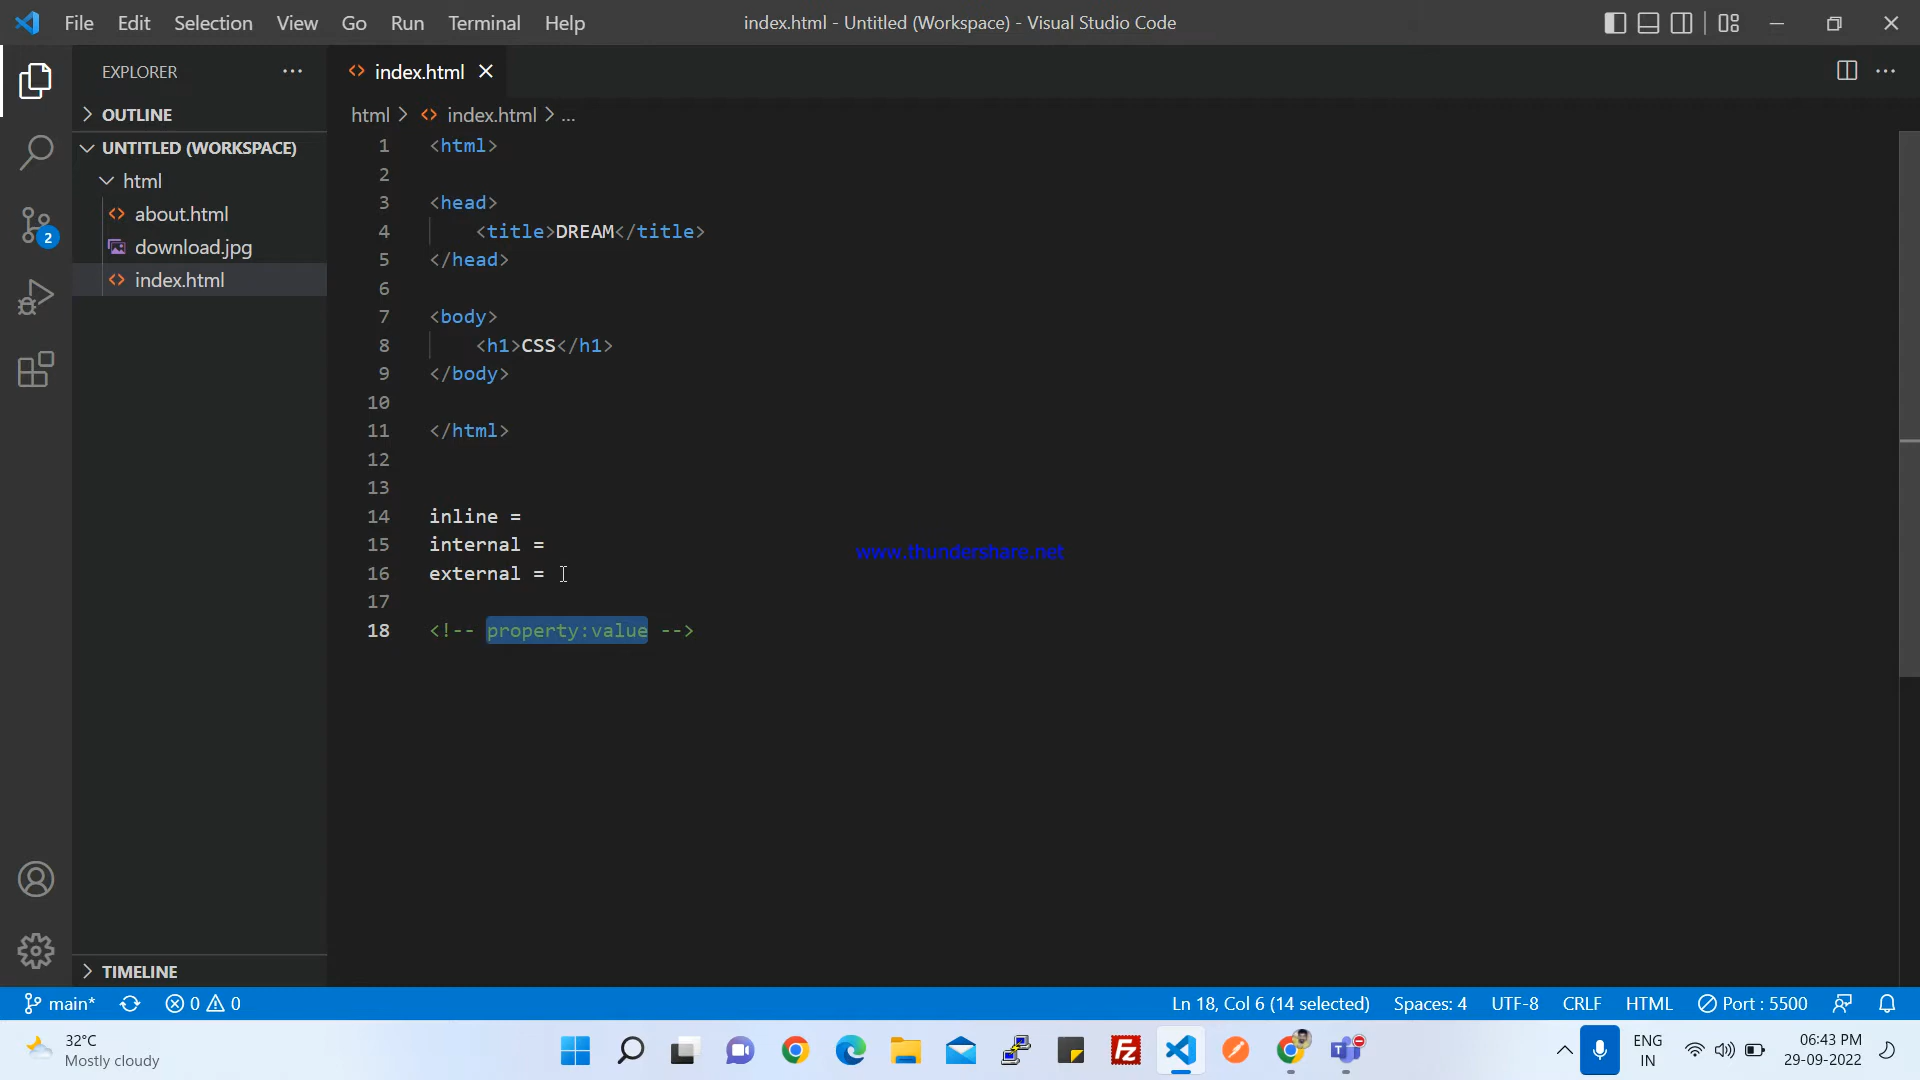 File Edit Selection View Go Run Terminal Help
index.html - Untitled (Workspace) - Visual Studio Code
EXPLORER
OUTLINE
UNTITLED (WORKSPACE)
html
about.html
download.jpg
index.html
TIMELINE
2
index.html
html > index.html > ...
1 <html>
2
3 <head>
4 <title>DREAM</title>
5 </head>
6
7 <body>
8 <h1>CSS</h1>
9 </body>
10
11 </html>
12
13
14 inline =
15 internal =
16 external =
17
18 <!-- property:value -->
www.thundershare.net
main* 0 0
Ln 18, Col 6 (14 selected) Spaces: 4 UTF-8 CRLF HTML Port : 5500
32°C
Mostly cloudy
Fz
ENG
IN
06:43 PM
29-09-2022